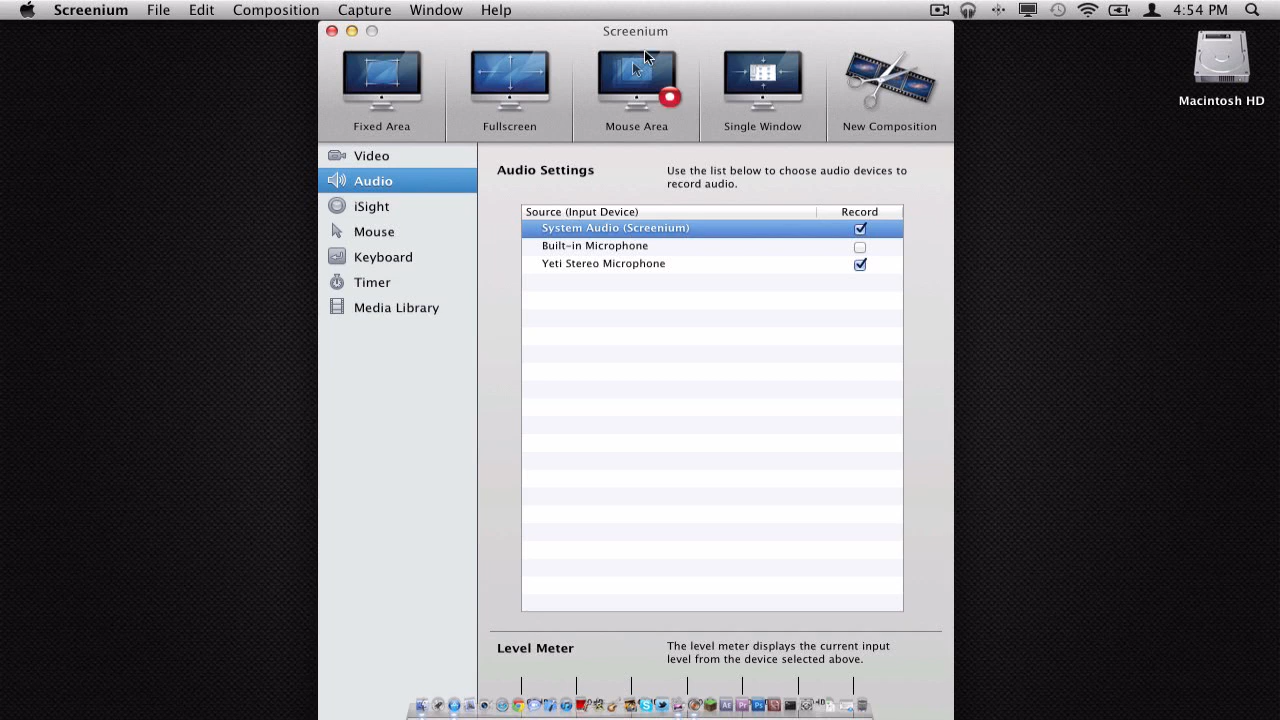 Screenium File Edit Composition Capture Window Help 4:54 PM
Screenium
Macintosh HD
Fixed Area Fullscreen Mouse Area Single Window New Composition
Video
Audio
iSight
Mouse
Keyboard
Timer
Media Library
Audio Settings
Use the list below to choose audio devices to
record audio.
Source (Input Device) Record
System Audio (Screenium)
Built-in Microphone
Yeti Stereo Microphone
Level Meter
The level meter displays the current input
level from the device selected above.
Ae Pr Ps